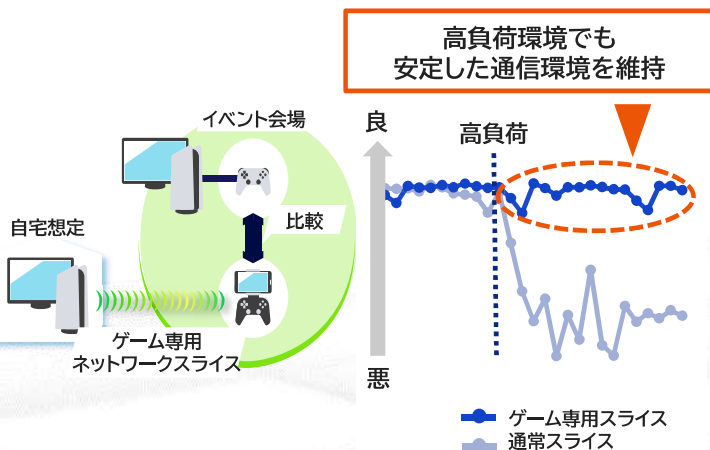 高負荷環境でも
安定した通信環境を維持
イベント会場
比較
自宅想定
ゲーム専用
ネットワークスライス
良
高負荷
悪
ゲーム専用スライス
通常スライス